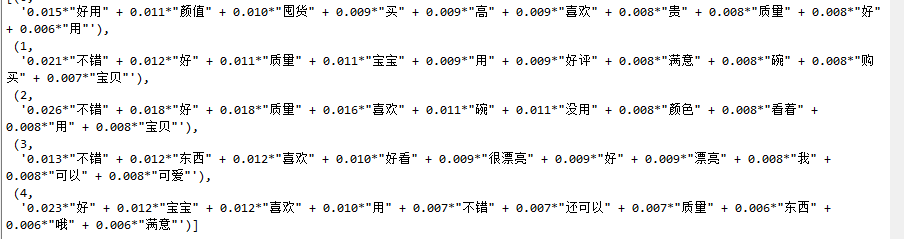 '0.015*"好用" + 0.011*"颜值" + 0.010*"囤货" + 0.009*"买" + 0.009*"高" + 0.009*"喜欢" + 0.008*"贵" + 0.008*"质量" + 0.008*"好"
+ 0.006*"用"'),
(1,
'0.021*"不错" + 0.012*"好" + 0.011*"质量" + 0.011*"宝宝" + 0.009*"用" + 0.009*"好评" + 0.008*"满意" + 0.008*"碗" + 0.008*"购
买" + 0.007*"宝贝"'),
(2,
'0.026*"不错" + 0.018*"好" + 0.018*"质量" + 0.016*"喜欢" + 0.011*"碗" + 0.011*"没用" + 0.008*"颜色" + 0.008*"看着" +
0.008*"用" + 0.008*"宝贝"'),
(3,
'0.013*"不错" + 0.012*"东西" + 0.012*"喜欢" + 0.010*"好看" + 0.009*"很漂亮" + 0.009*"好" + 0.009*"漂亮" + 0.008*"我" +
0.008*"可以" + 0.008*"可爱"'),
(4,
'0.023*"好" + 0.012*"宝宝" + 0.012*"喜欢" + 0.010*"用" + 0.007*"不错" + 0.007*"还可以" + 0.007*"质量" + 0.006*"东西" +
0.006*"哦" + 0.006*"满意"')]